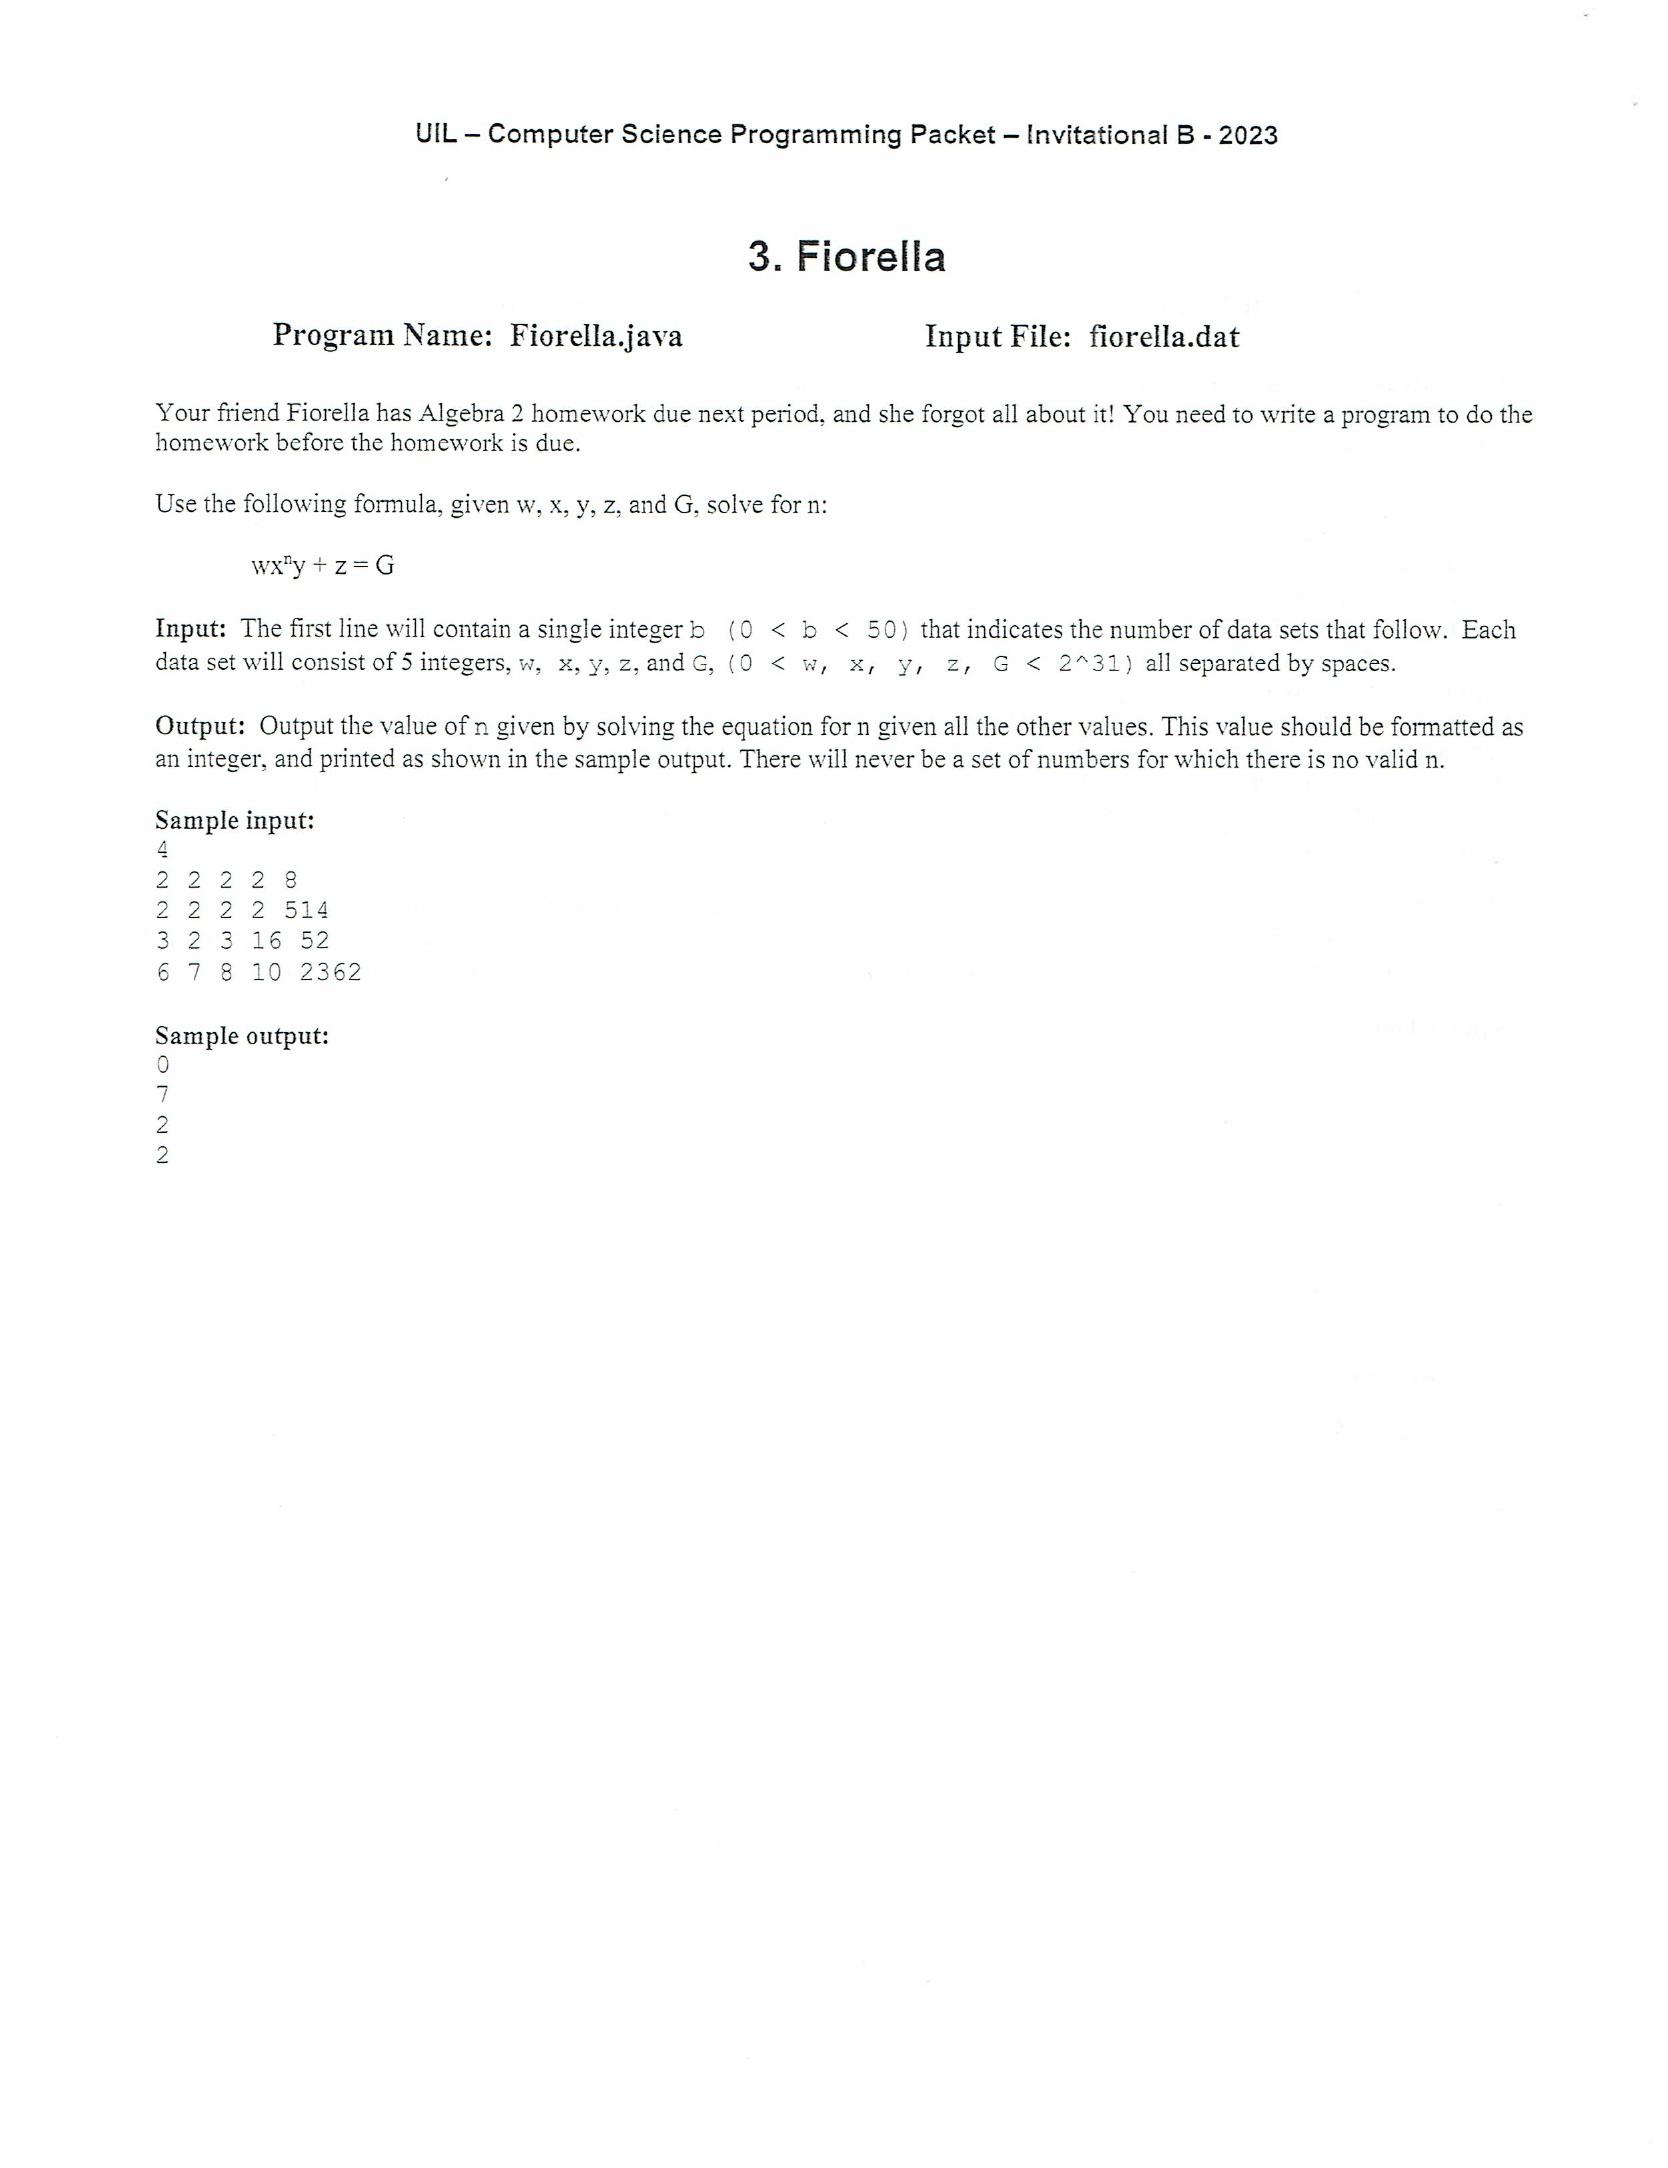 UIL – Computer Science Programming Packet – Invitational B - 2023
3. Fiorella
Program Name: Fiorella.java Input File: fiorella.dat
Your friend Fiorella has Algebra 2 homework due next period, and she forgot all about it! You need to write a program to do the
homework before the homework is due.
Use the following formula, given w, x, y, z, and G, solve for n:
wxⁿy + z = G
Input: The first line will contain a single integer b (0 < b < 50) that indicates the number of data sets that follow. Each
data set will consist of 5 integers, w, x, y, z, and G, (0 < w, x, y, z, G < 2^31) all separated by spaces.
Output: Output the value of n given by solving the equation for n given all the other values. This value should be formatted as
an integer, and printed as shown in the sample output. There will never be a set of numbers for which there is no valid n.
Sample input:
4
2 2 2 2 8
2 2 2 2 514
3 2 3 16 52
6 7 8 10 2362
Sample output:
0
7
2
2